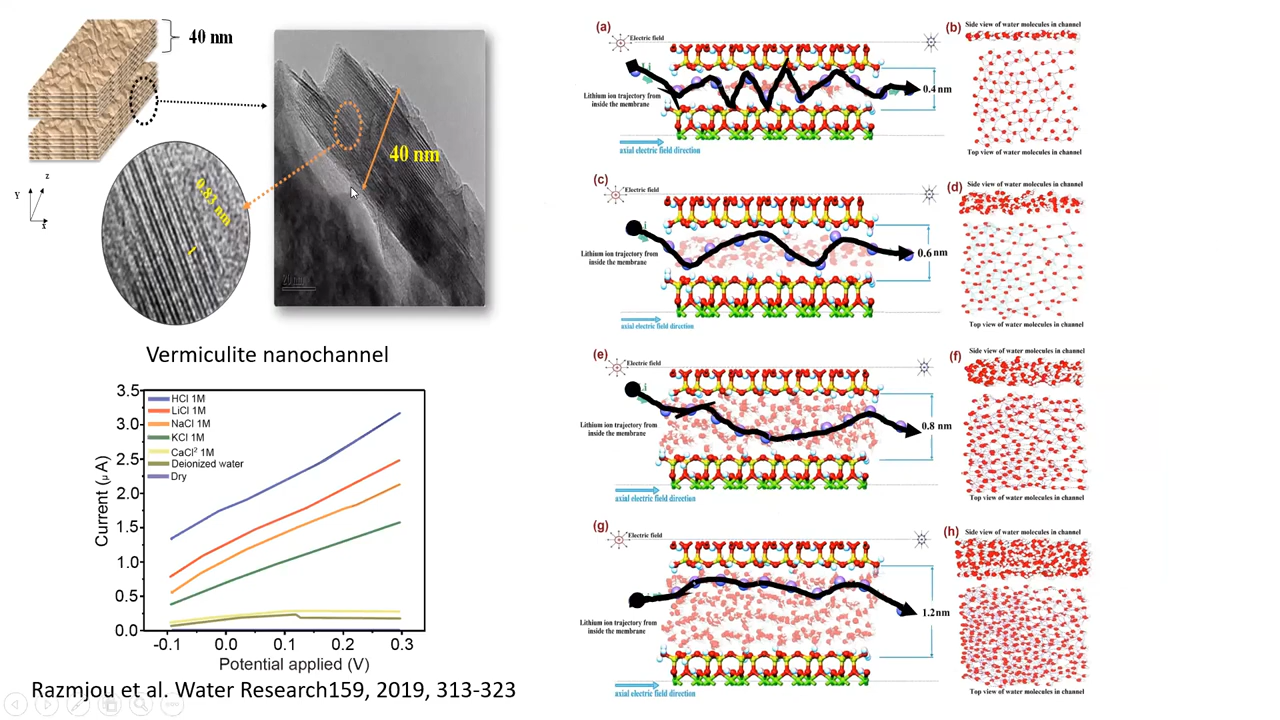 40 nm
40 nm
0.83 nm
20 nm
Y
z
x
Vermiculite nanochannel
3.5
3.0
2.5
2.0
1.5
1.0
0.5
0.0
Current (μA)
HCl 1M
LiCl 1M
NaCl 1M
KCl 1M
CaCl² 1M
Deionized water
Dry
-0.1
0.0
0.1
0.2
0.3
Potential applied (V)
Razmjou et al. Water Research159, 2019, 313-323
(a)
Electric field
Lithium ion trajectory from
inside the membrane
0.4 nm
axial electric field direction
(b)
Side view of water molecules in channel
Top view of water molecules in channel
(c)
Electric field
Lithium ion trajectory from
inside the membrane
0.6 nm
axial electric field direction
(d)
Side view of water molecules in channel
Top view of water molecules in channel
(e)
Electric field
Lithium ion trajectory from
inside the membrane
0.8 nm
axial electric field direction
(f)
Side view of water molecules in channel
Top view of water molecules in channel
(g)
Electric field
Lithium ion trajectory from
inside the membrane
1.2nm
axial electric field direction
(h)
Side view of water molecules in channel
Top view of water molecules in channel